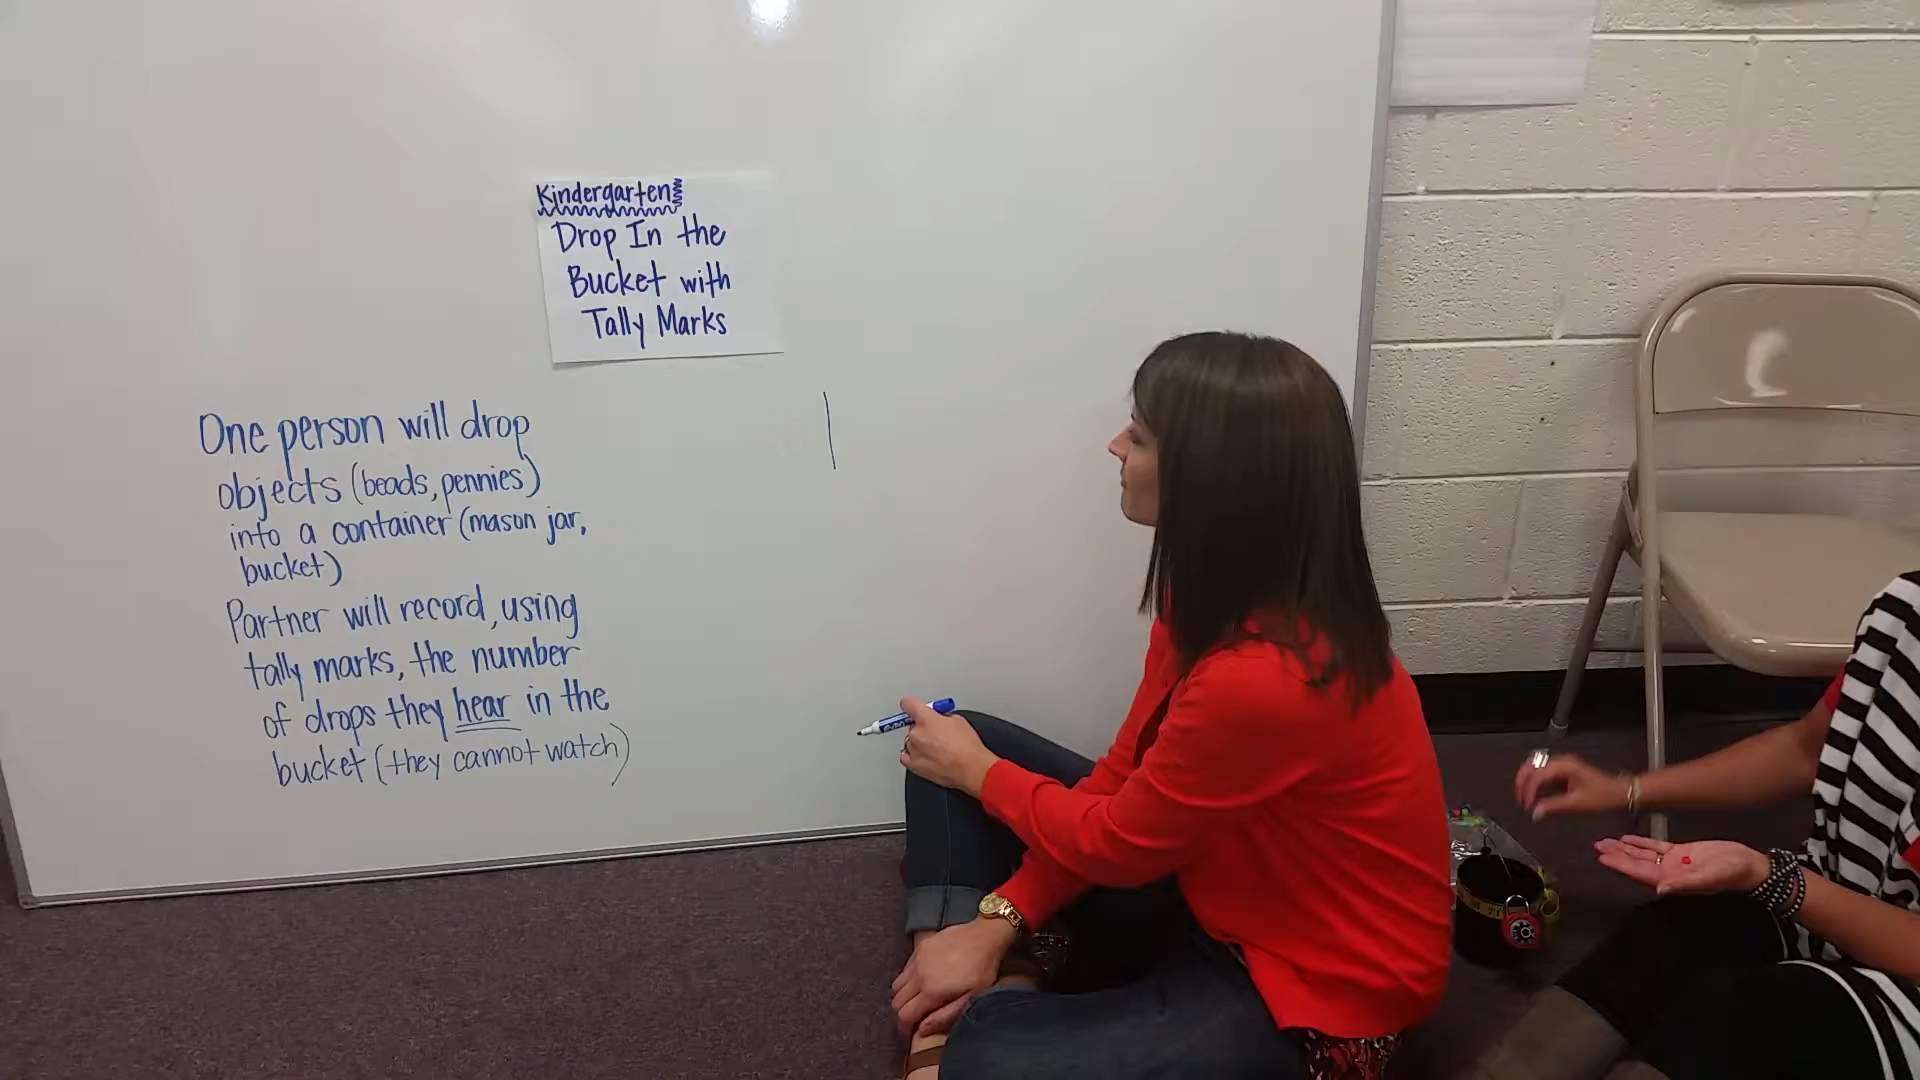 Kindergarten
Drop In the
Bucket with
Tally Marks
One person will drop
objects (beads, pennies)
into a container (mason jar,
bucket)
Partner will record, using
tally marks, the number
of drops they hear in the
bucket (they cannot watch)